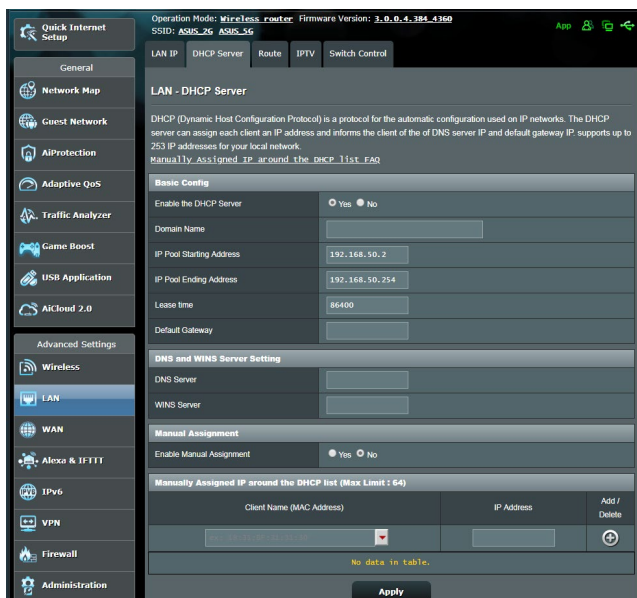 Quick Internet
Setup
General
Network Map
Guest Network
AiProtection
Adaptive QoS
Traffic Analyzer
Game Boost
USB Application
AiCloud 2.0
Advanced Settings
Wireless
LAN
WAN
Alexa & IFTTT
IPv6
VPN
Firewall
Administration
Operation Mode: Wireless router Firmware Version: 3.0.0.4.384_4360
SSID: ASUS_2G ASUS_5G
App
LAN IP DHCP Server Route IPTV Switch Control
LAN - DHCP Server
DHCP (Dynamic Host Configuration Protocol) is a protocol for the automatic configuration used on IP networks. The DHCP
server can assign each client an IP address and informs the client of the of DNS server IP and default gateway IP. supports up to
253 IP addresses for your local network.
Manually Assigned IP around the DHCP list FAQ
Basic Config
Enable the DHCP Server Yes No
Domain Name
IP Pool Starting Address 192.168.50.2
IP Pool Ending Address 192.168.50.254
Lease time 86400
Default Gateway
DNS and WINS Server Setting
DNS Server
WINS Server
Manual Assignment
Enable Manual Assignment Yes No
Manually Assigned IP around the DHCP list (Max Limit : 64)
Client Name (MAC Address) IP Address Add /
Delete
No data in table.
Apply